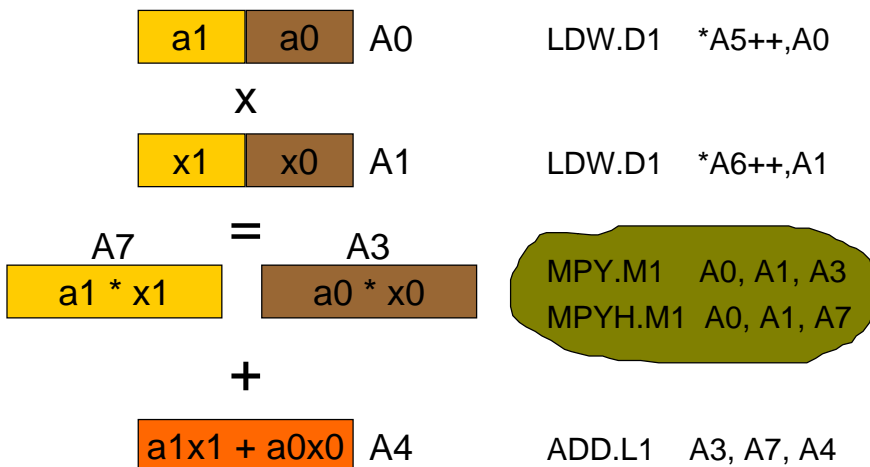 a1 a0 A0 LDW.D1 *A5++,A0
x
x1 x0 A1 LDW.D1 *A6++,A1
=
A7 A3
a1 * x1 a0 * x0
MPY.M1 A0, A1, A3
MPYH.M1 A0, A1, A7
+
a1x1 + a0x0 A4 ADD.L1 A3, A7, A4